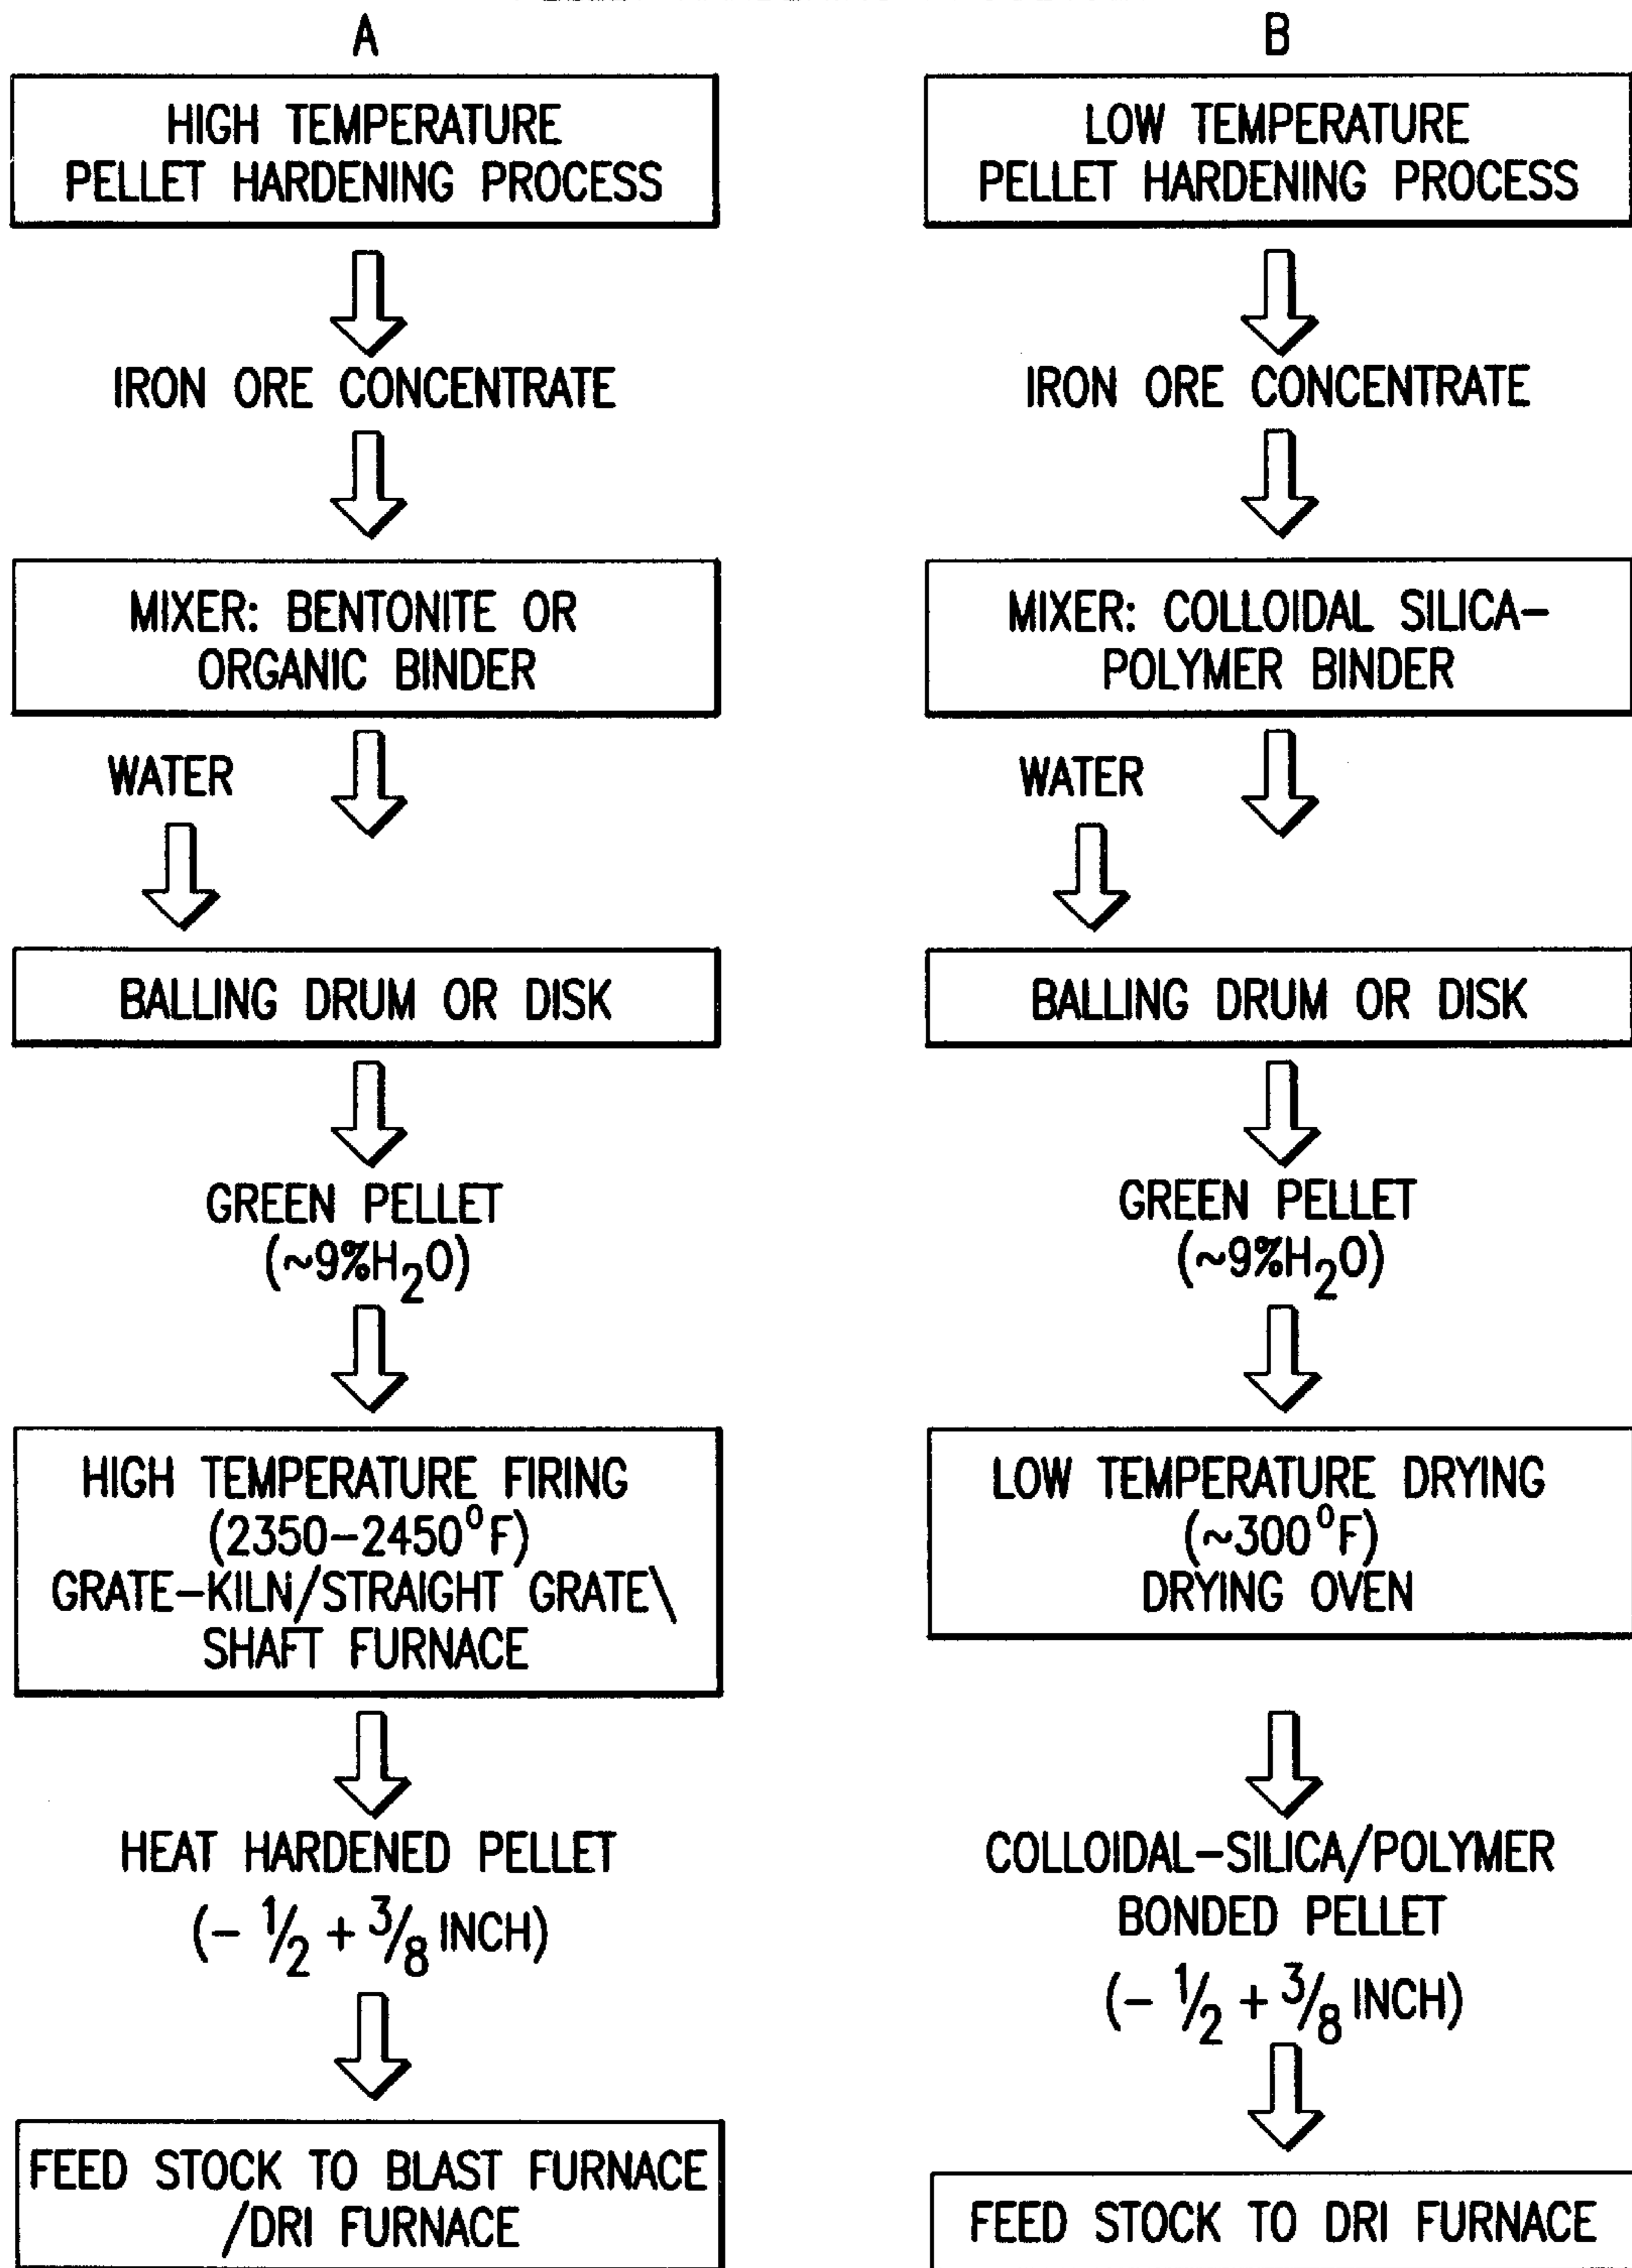 A
HIGH TEMPERATURE
PELLET HARDENING PROCESS
IRON ORE CONCENTRATE
MIXER: BENTONITE OR
ORGANIC BINDER
WATER
BALLING DRUM OR DISK
GREEN PELLET
(~9%H₂O)
HIGH TEMPERATURE FIRING
(2350–2450⁰F)
GRATE–KILN/STRAIGHT GRATE\
SHAFT FURNACE
HEAT HARDENED PELLET
(– 1/2 + 3/8 INCH)
FEED STOCK TO BLAST FURNACE
/DRI FURNACE
B
LOW TEMPERATURE
PELLET HARDENING PROCESS
IRON ORE CONCENTRATE
MIXER: COLLOIDAL SILICA–
POLYMER BINDER
WATER
BALLING DRUM OR DISK
GREEN PELLET
(~9%H₂O)
LOW TEMPERATURE DRYING
(~300⁰F)
DRYING OVEN
COLLOIDAL–SILICA/POLYMER
BONDED PELLET
(– 1/2 + 3/8 INCH)
FEED STOCK TO DRI FURNACE